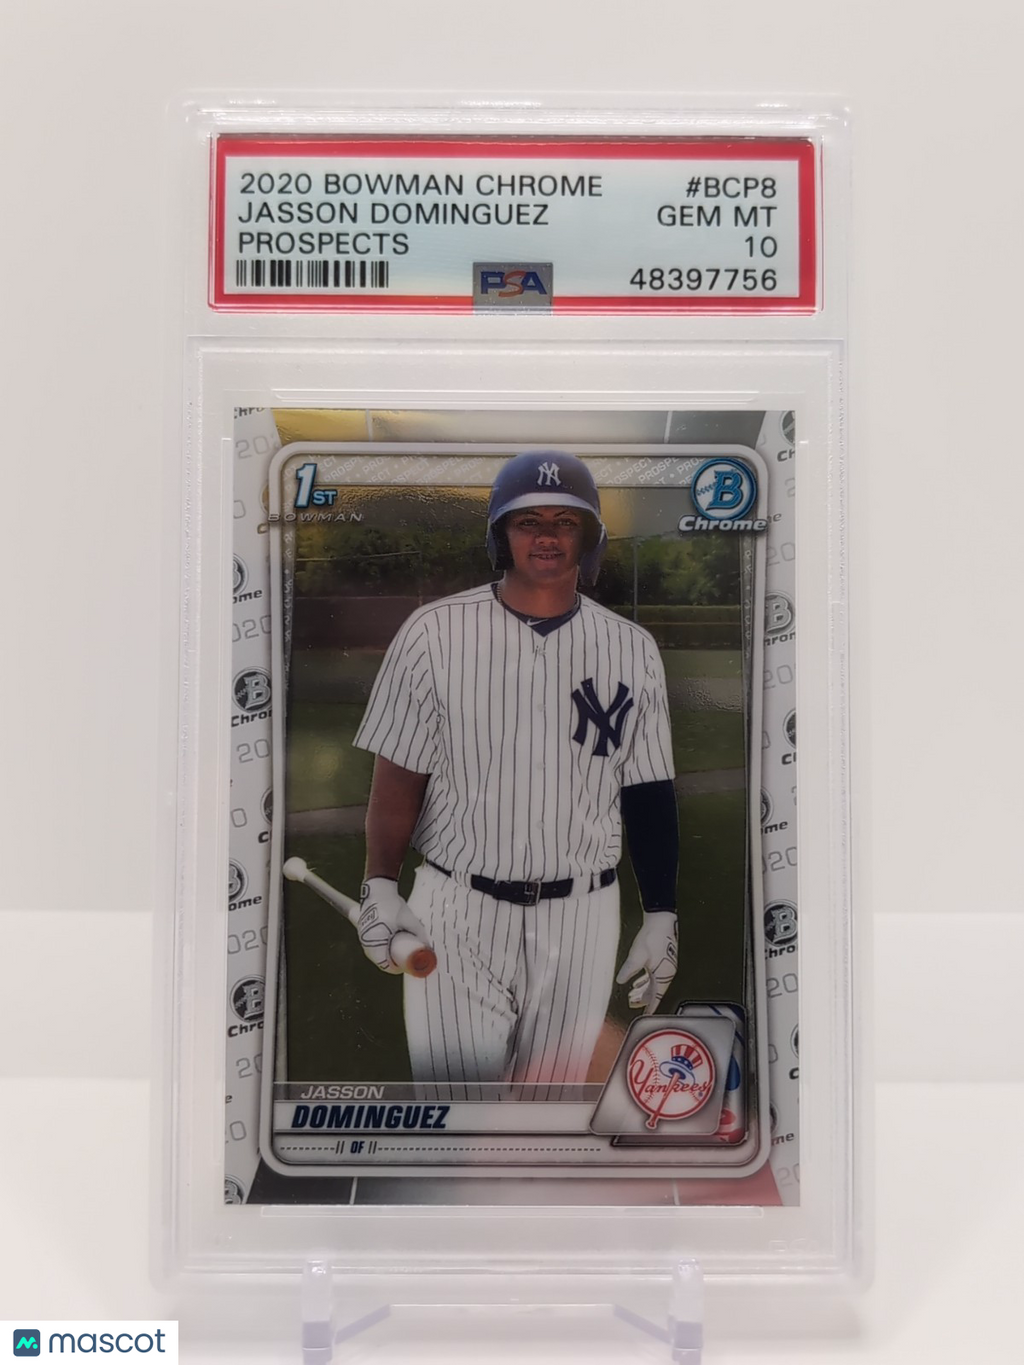 2020 BOWMAN CHROME #BCP8
JASSON DOMINGUEZ GEM MT
PROSPECTS 10
PSA 48397756
1ST
BOWMAN
PROSPECT
B
Chrome
NY
NY
Yankees
JASSON
DOMINGUEZ
OF
mascot